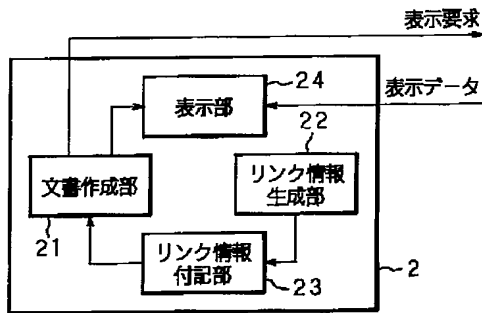 表示要求
24
表示部
表示データ
22
文書作成部
リンク情報
生成部
21
リンク情報
付記部
23
2